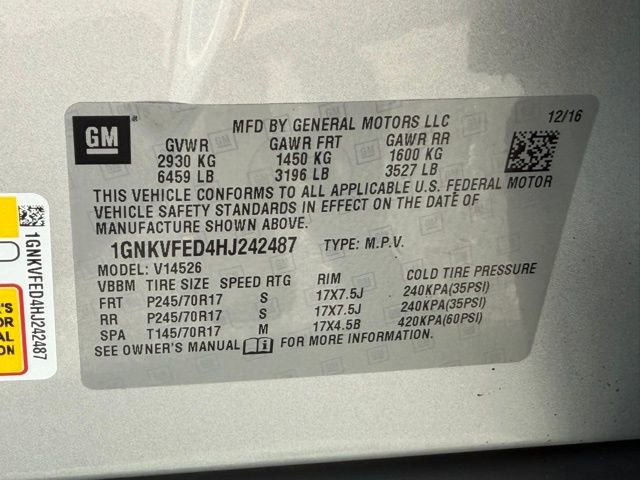 GM
MFD BY GENERAL MOTORS LLC 12/16
GVWR GAWR FRT GAWR RR
2930 KG 1450 KG 1600 KG
6459 LB 3196 LB 3527 LB
THIS VEHICLE CONFORMS TO ALL APPLICABLE U.S. FEDERAL MOTOR
VEHICLE SAFETY STANDARDS IN EFFECT ON THE DATE OF
MANUFACTURE SHOWN ABOVE.
1GNKVFED4HJ242487 TYPE: M.P.V.
MODEL: V14526
VBBM TIRE SIZE SPEED RTG RIM COLD TIRE PRESSURE
FRT P245/70R17 S 17X7.5J 240KPA(35PSI)
RR P245/70R17 S 17X7.5J 240KPA(35PSI)
SPA T145/70R17 M 17X4.5B 420KPA(60PSI)
SEE OWNER'S MANUAL FOR MORE INFORMATION.
1GNKVFED4HJ242487